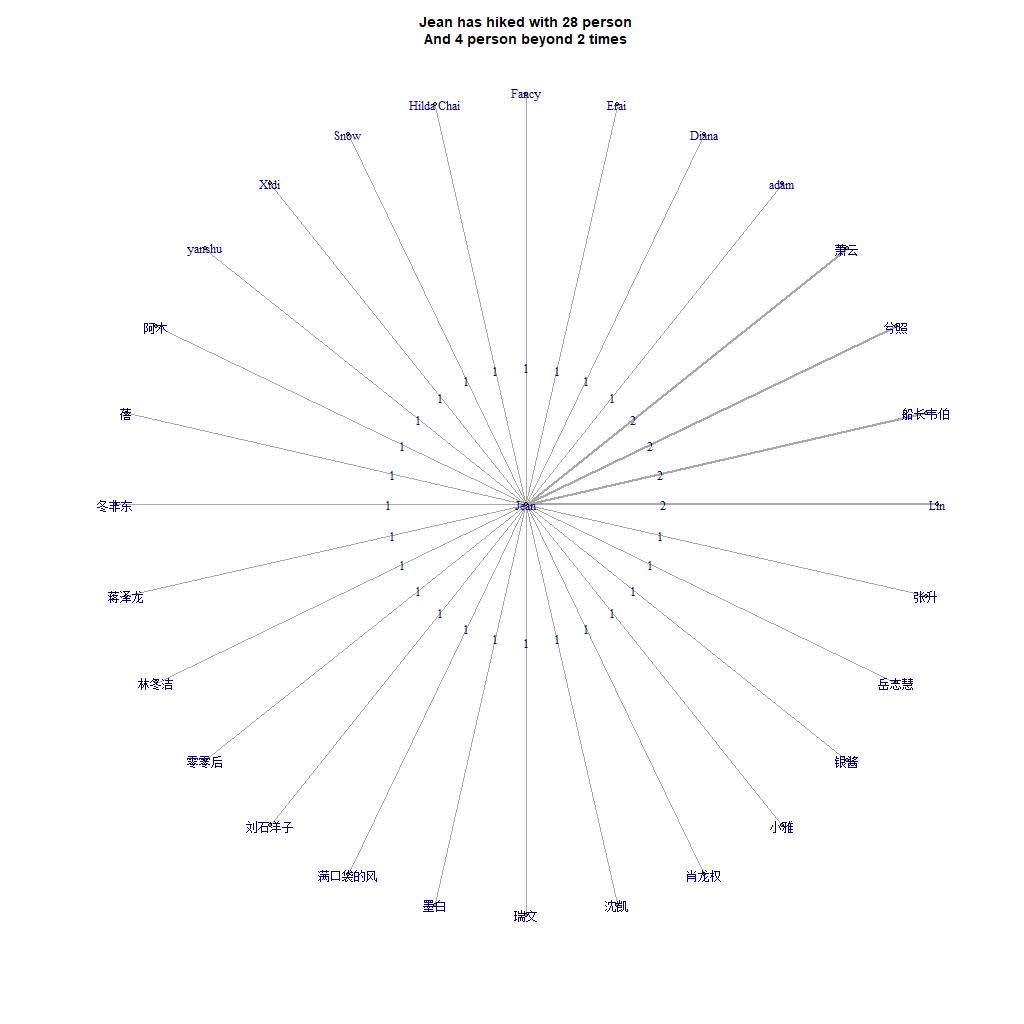 Jean has hiked with 28 person
And 4 person beyond 2 times
Fancy
Hilda Chai
Erai
Snow
Diana
Xidi
adam
yanshu
萧云
阿木
兮照
蓿
船长韦伯
1
1
1
1
1
1
1
1
1
2
1
2
1
2
冬非东
1
Jean
2
Lin
1
1
1
1
1
1
1
1
1
1
1
1
1
蒋泽龙
张升
林冬洁
岳志慧
零零后
银酱
刘石洋子
小雅
满口袋的风
肖龙权
墨白
沈凯
瑞文